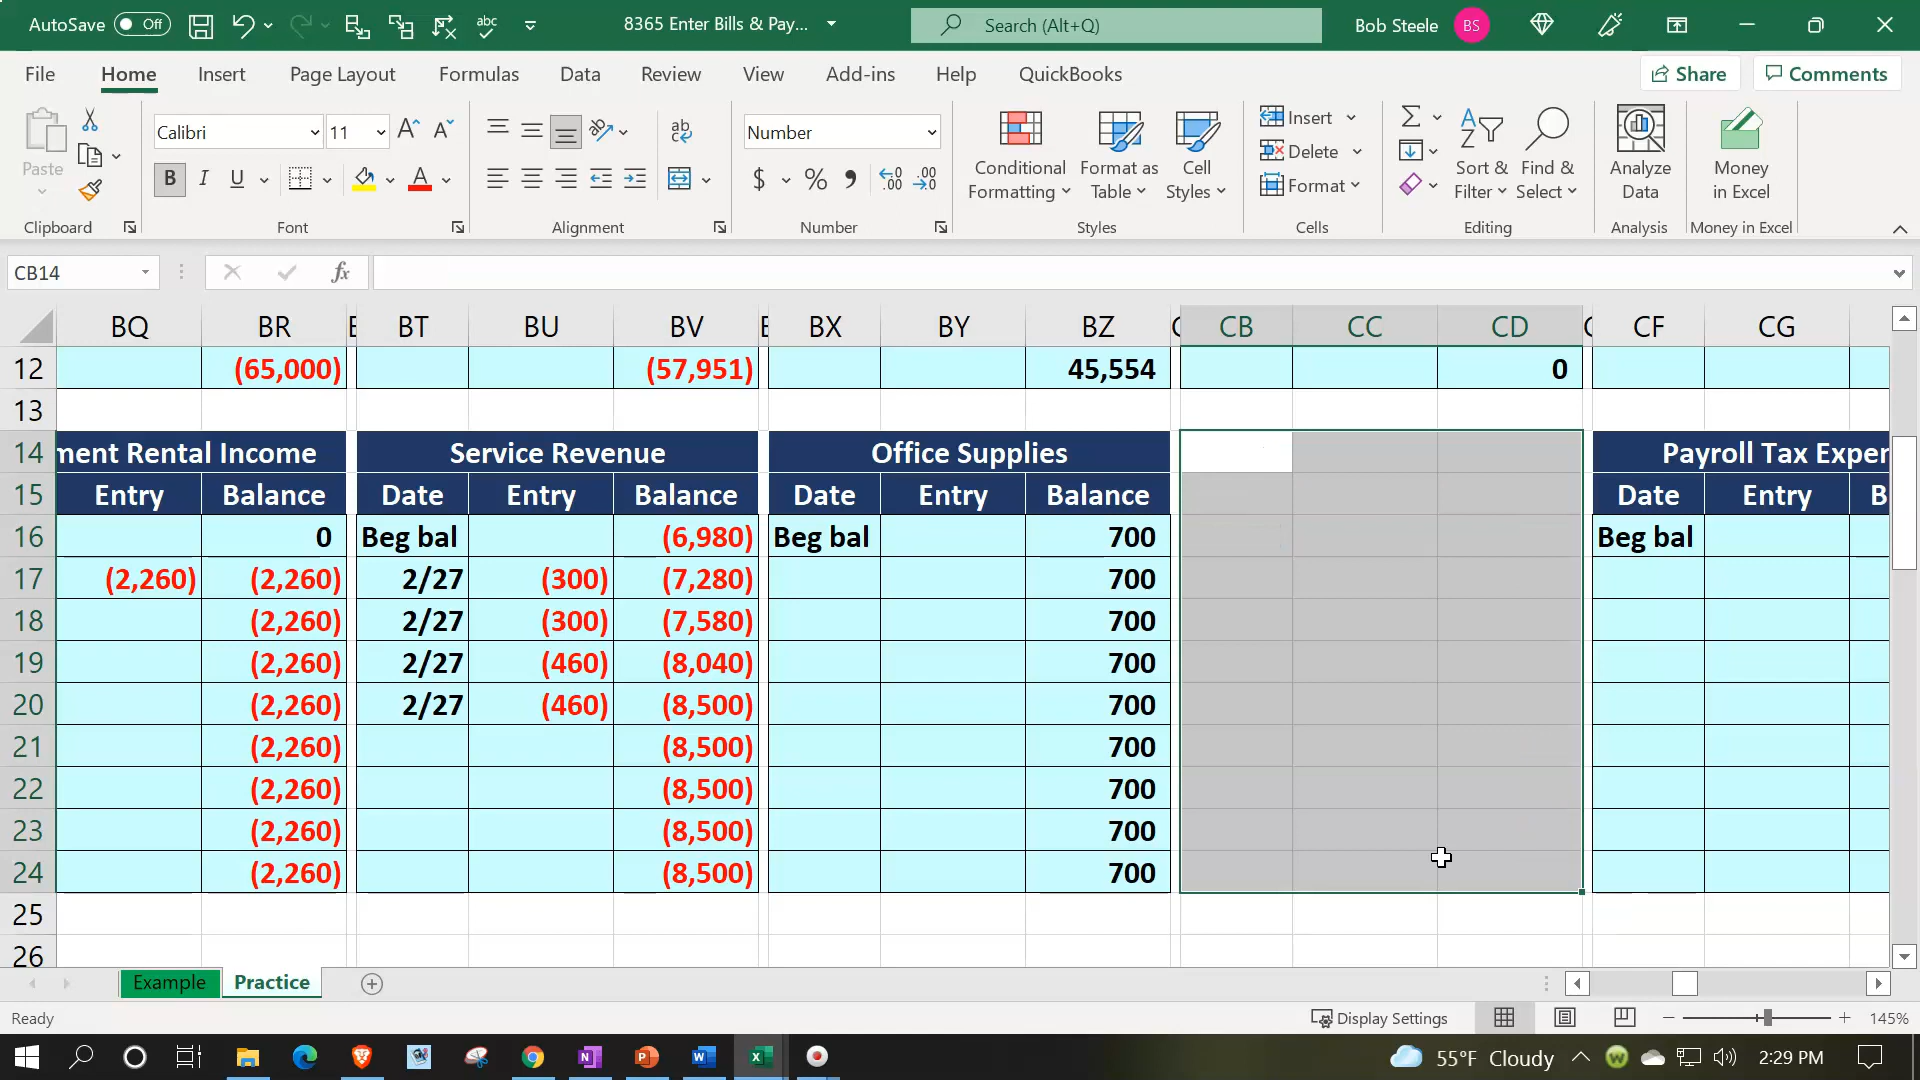 AutoSave Off 8365 Enter Bills & Pay... Search (Alt+Q) Bob Steele BS
File Home Insert Page Layout Formulas Data Review View Add-ins Help QuickBooks Share Comments
Calibri 11 Number Insert
Paste Conditional Format as Cell Delete Sort & Find & Analyze Money
Formatting Table Styles Format Filter Select Data in Excel
Clipboard Font Alignment Number Styles Cells Editing Analysis Money in Excel
CB14 fx
BQ BR BT BU BV BX BY BZ CB CC CD CF CG
12 (65,000) (57,951) 45,554 0
13
14 ment Rental Income Service Revenue Office Supplies Payroll Tax Exper
15 Entry Balance Date Entry Balance Date Entry Balance Date Entry B
16 0 Beg bal (6,980) Beg bal 700 Beg bal
17 (2,260) (2,260) 2/27 (300) (7,280) 700
18 (2,260) 2/27 (300) (7,580) 700
19 (2,260) 2/27 (460) (8,040) 700
20 (2,260) 2/27 (460) (8,500) 700
21 (2,260) (8,500) 700
22 (2,260) (8,500) 700
23 (2,260) (8,500) 700
24 (2,260) (8,500) 700
25
26
Example Practice
Ready Display Settings 145%
55°F Cloudy 2:29 PM